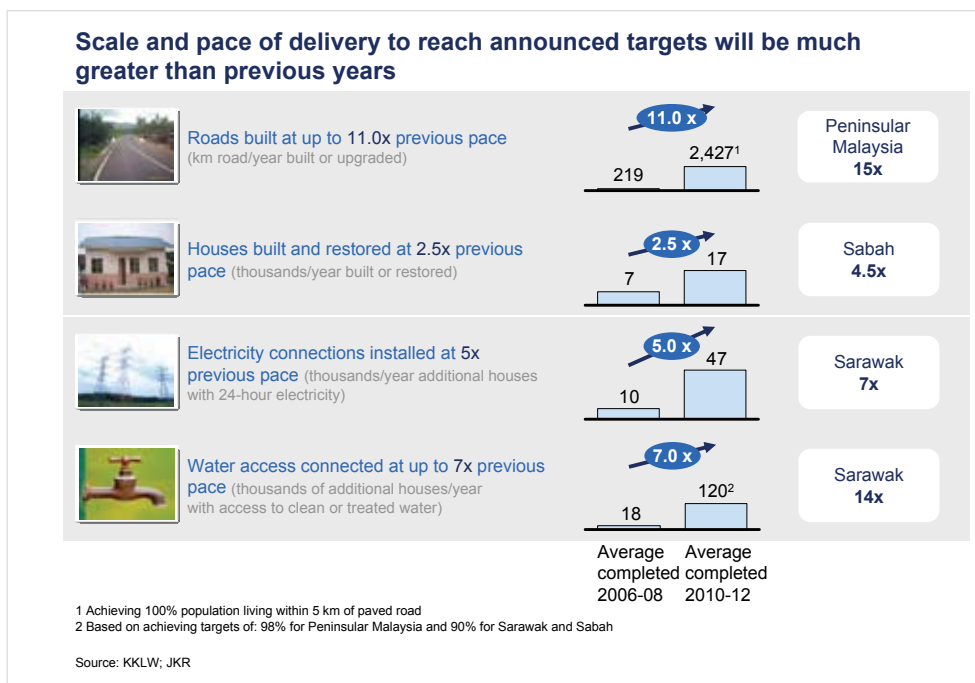 Scale and pace of delivery to reach announced targets will be much
greater than previous years
Roads built at up to 11.0x previous pace
(km road/year built or upgraded)
11.0 x
219
2,427¹
Peninsular
Malaysia
15x
Houses built and restored at 2.5x previous
pace (thousands/year built or restored)
2.5 x
7
17
Sabah
4.5x
Electricity connections installed at 5x
previous pace (thousands/year additional houses
with 24-hour electricity)
5.0 x
10
47
Sarawak
7x
Water access connected at up to 7x previous
pace (thousands of additional houses/year
with access to clean or treated water)
7.0 x
18
120²
Sarawak
14x
Average
completed
2006-08
Average
completed
2010-12
1 Achieving 100% population living within 5 km of paved road
2 Based on achieving targets of: 98% for Peninsular Malaysia and 90% for Sarawak and Sabah
Source: KKLW; JKR